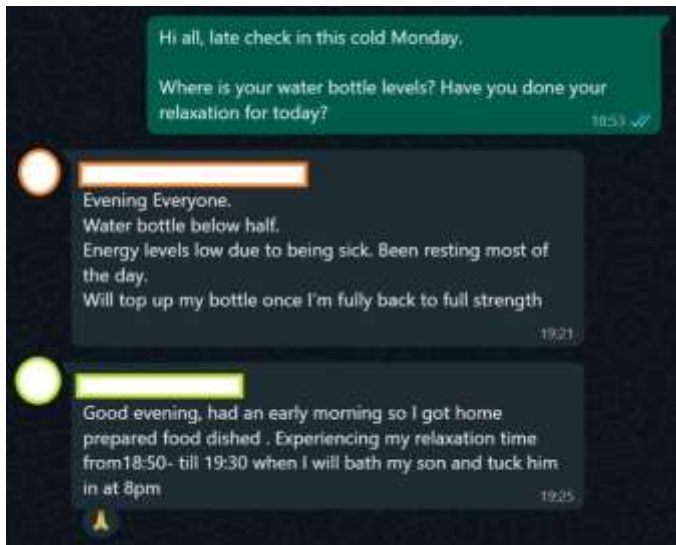 Hi all, late check in this cold Monday.
Where is your water bottle levels? Have you done your
relaxation for today?
18:53
Evening Everyone.
Water bottle below half.
Energy levels low due to being sick. Been resting most of
the day.
Will top up my bottle once I'm fully back to full strength
19:21
Good evening, had an early morning so I got home
prepared food dished . Experiencing my relaxation time
from18:50- till 19:30 when I will bath my son and tuck him
in at 8pm
19:25